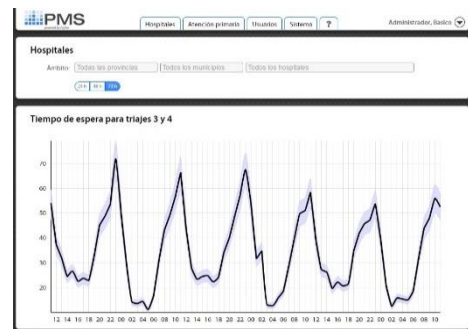 PMS
Hospitales Atención primaria Usuarios Sistema ?
Administrador, Basico
Hospitales
Ámbito: Todas las provincias Todos los municipios Todos los hospitales
24 h 48 h 72 h
Tiempo de espera para triajes 3 y 4
70
60
50
40
30
20
12 14 16 18 20 22 00 02 04 06 08 10 12 14 16 18 20 22 00 02 04 06 08 10 12 14 16 18 20 22 00 02 04 06 08 10